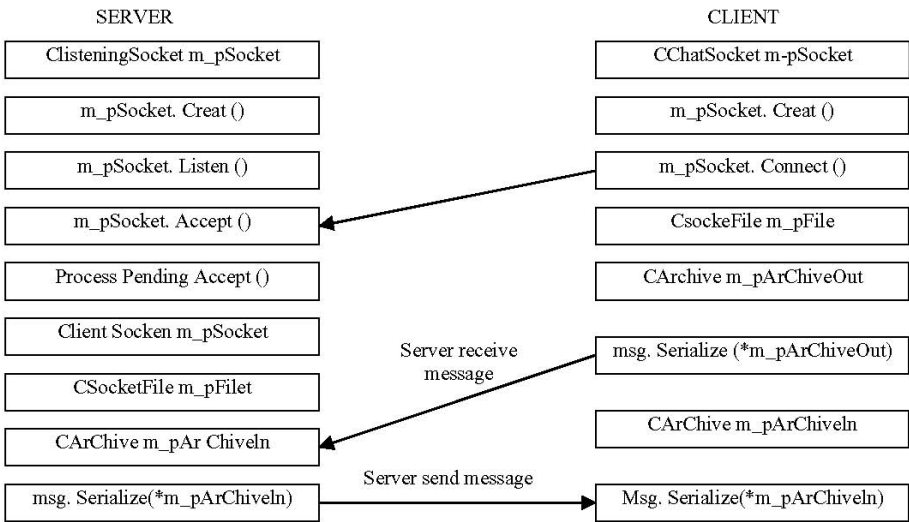 SERVER
CLIENT
ClisteningSocket m_pSocket
CChatSocket m-pSocket
m_pSocket. Creat ()
m_pSocket. Creat ()
m_pSocket. Listen ()
m_pSocket. Connect ()
m_pSocket. Accept ()
CsockeFile m_pFile
Process Pending Accept ()
CArchive m_pArChiveOut
Client Socken m_pSocket
Server receive
message
msg. Serialize (*m_pArChiveOut)
CSocketFile m_pFilet
CArChive m_pArChiveln
CArChive m_pAr Chiveln
Server send message
msg. Serialize(*m_pArChiveln)
Msg. Serialize(*m_pArChiveln)